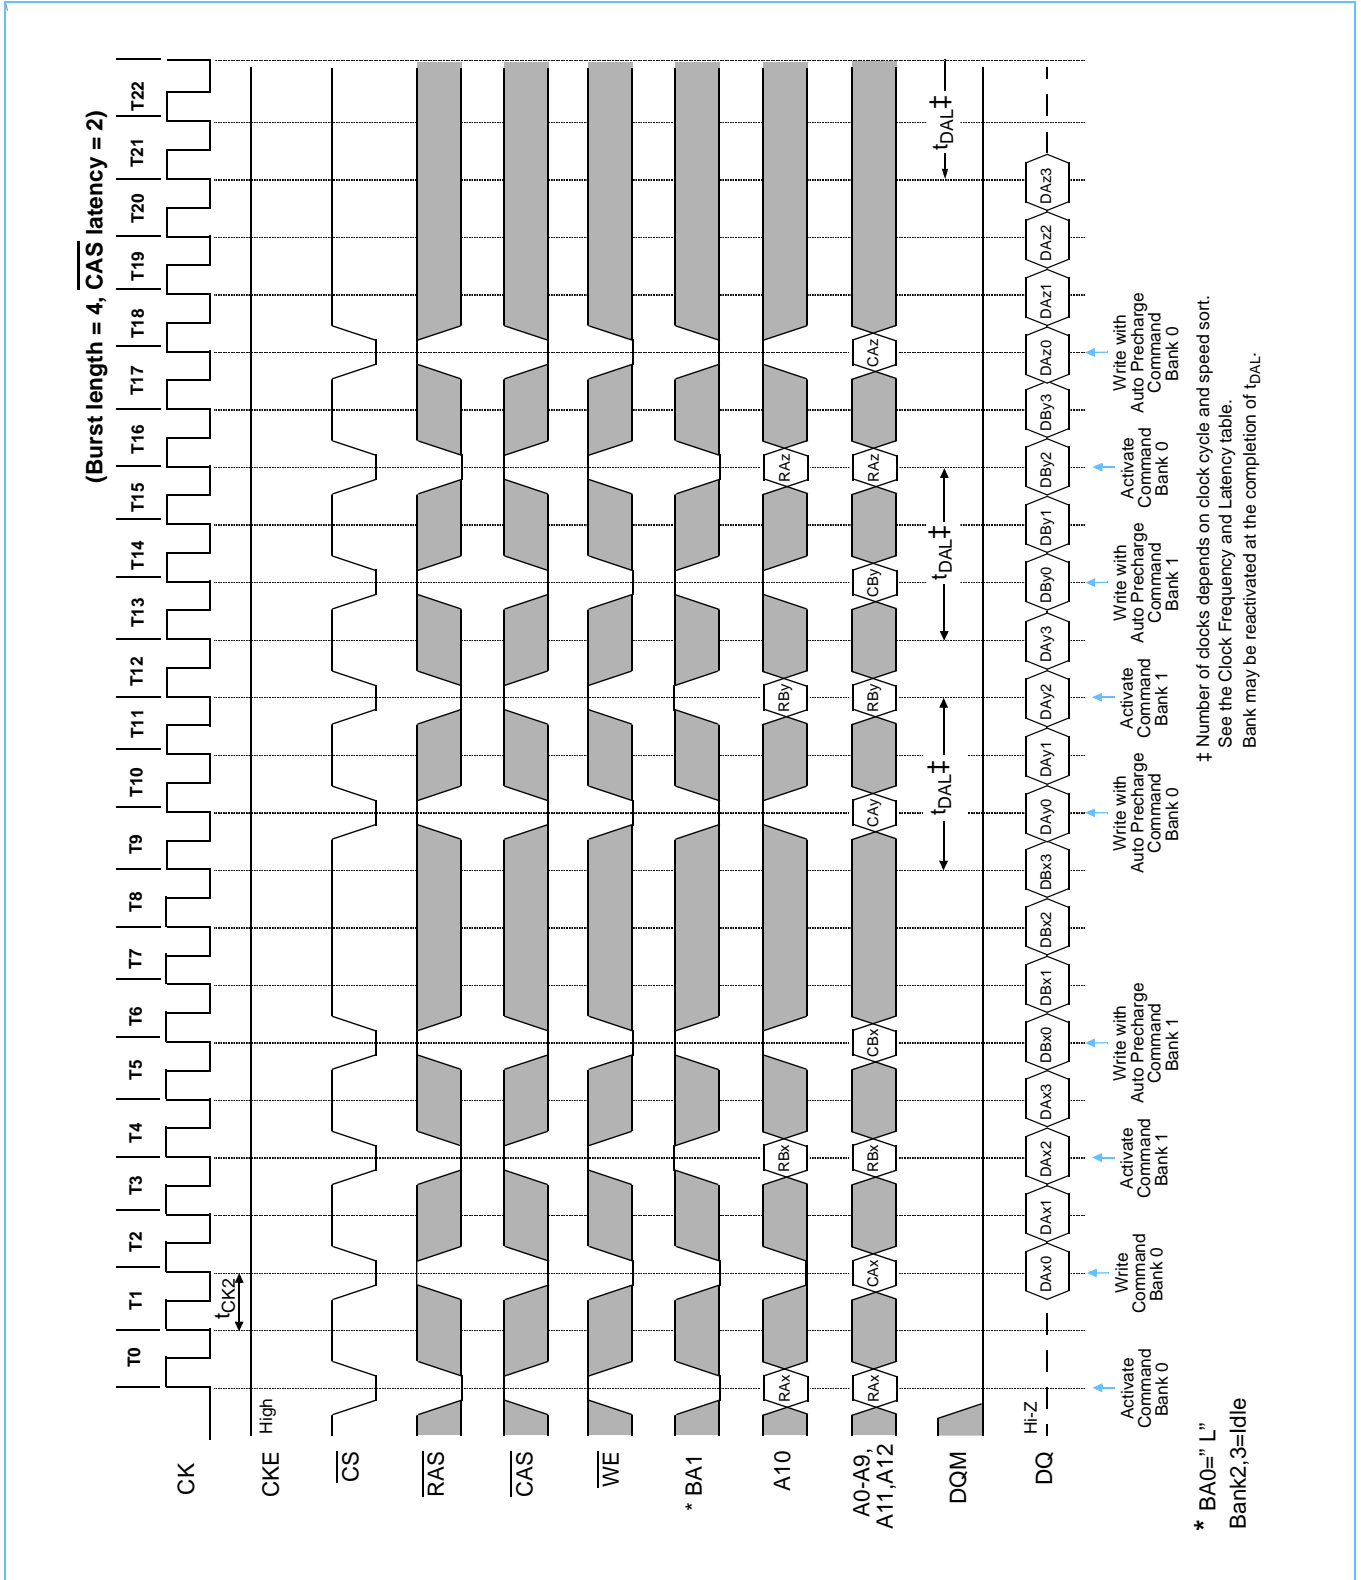 (Burst length = 4, CAS latency = 2)
T0 T1 T2 T3 T4 T5 T6 T7 T8 T9 T10 T11 T12 T13 T14 T15 T16 T17 T18 T19 T20 T21 T22
CK
tCK2
CKE
High
CS
RAS
CAS
WE
* BA1
A10
RAx RBx RBy RAz
A0-A9,
A11,A12
RAx CAx RBx CBx CAy RBy CBy RAz CAz
DQM
tDAL‡ tDAL‡ tDAL‡
DQ
Hi-Z
DAx0 DAx1 DAx2 DAx3 DBx0 DBx1 DBx2 DBx3 DAy0 DAy1 DAy2 DAy3 DBy0 DBy1 DBy2 DBy3 DAz0 DAz1 DAz2 DAz3
Activate
Command
Bank 0
Write
Command
Bank 0
Activate
Command
Bank 1
Write with
Auto Precharge
Command
Bank 1
Write with
Auto Precharge
Command
Bank 0
Activate
Command
Bank 1
Write with
Auto Precharge
Command
Bank 1
Activate
Command
Bank 0
Write with
Auto Precharge
Command
Bank 0
* BA0=” L”
Bank2,3=Idle
‡ Number of clocks depends on clock cycle and speed sort.
See the Clock Frequency and Latency table.
Bank may be reactivated at the completion of tDAL.